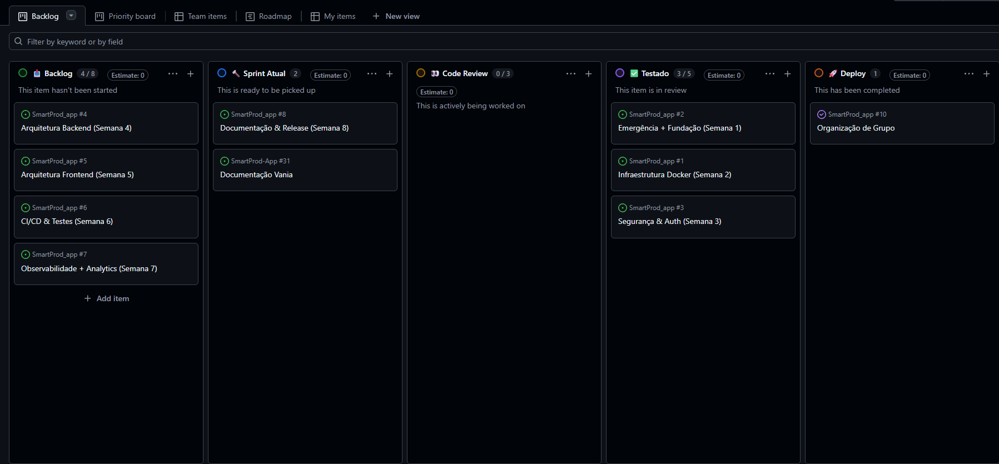 Backlog
Priority board
Team items
Roadmap
My items
New view
Filter by keyword or by field
Backlog 4 / 8 Estimate: 0
This item hasn't been started
SmartProd_app #4
Arquitetura Backend (Semana 4)
SmartProd_app #5
Arquitetura Frontend (Semana 5)
SmartProd_app #6
CI/CD & Testes (Semana 6)
SmartProd_app #7
Observabilidade + Analytics (Semana 7)
Add item
Sprint Atual 2 Estimate: 0
This is ready to be picked up
SmartProd_app #8
Documentação & Release (Semana 8)
SmartProd-App #31
Documentação Vania
Code Review 0 / 3
Estimate: 0
This is actively being worked on
Testado 3 / 5 Estimate: 0
This item is in review
SmartProd_app #2
Emergência + Fundação (Semana 1)
SmartProd_app #1
Infraestrutura Docker (Semana 2)
SmartProd_app #3
Segurança & Auth (Semana 3)
Deploy 1 Estimate: 0
This has been completed
SmartProd_app #10
Organização de Grupo